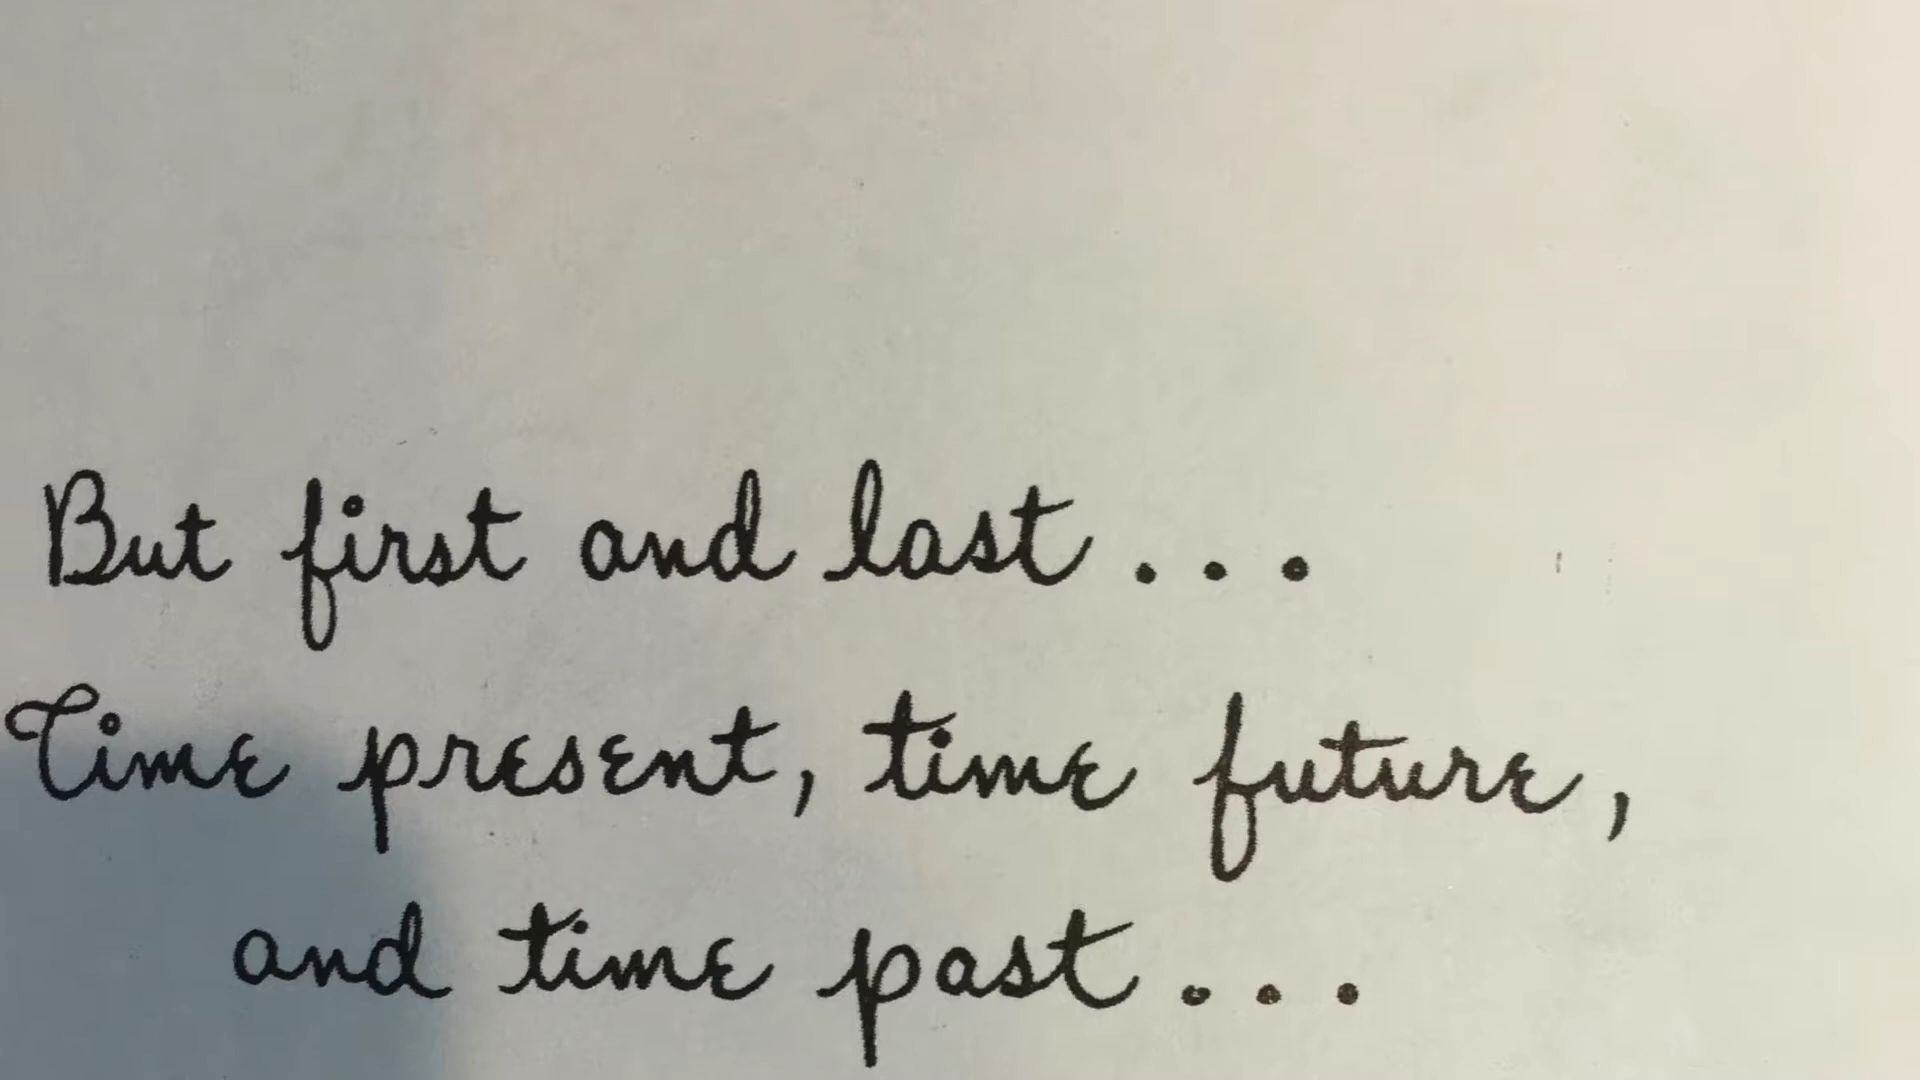 But first and last...
Time present, time future,
and time past...